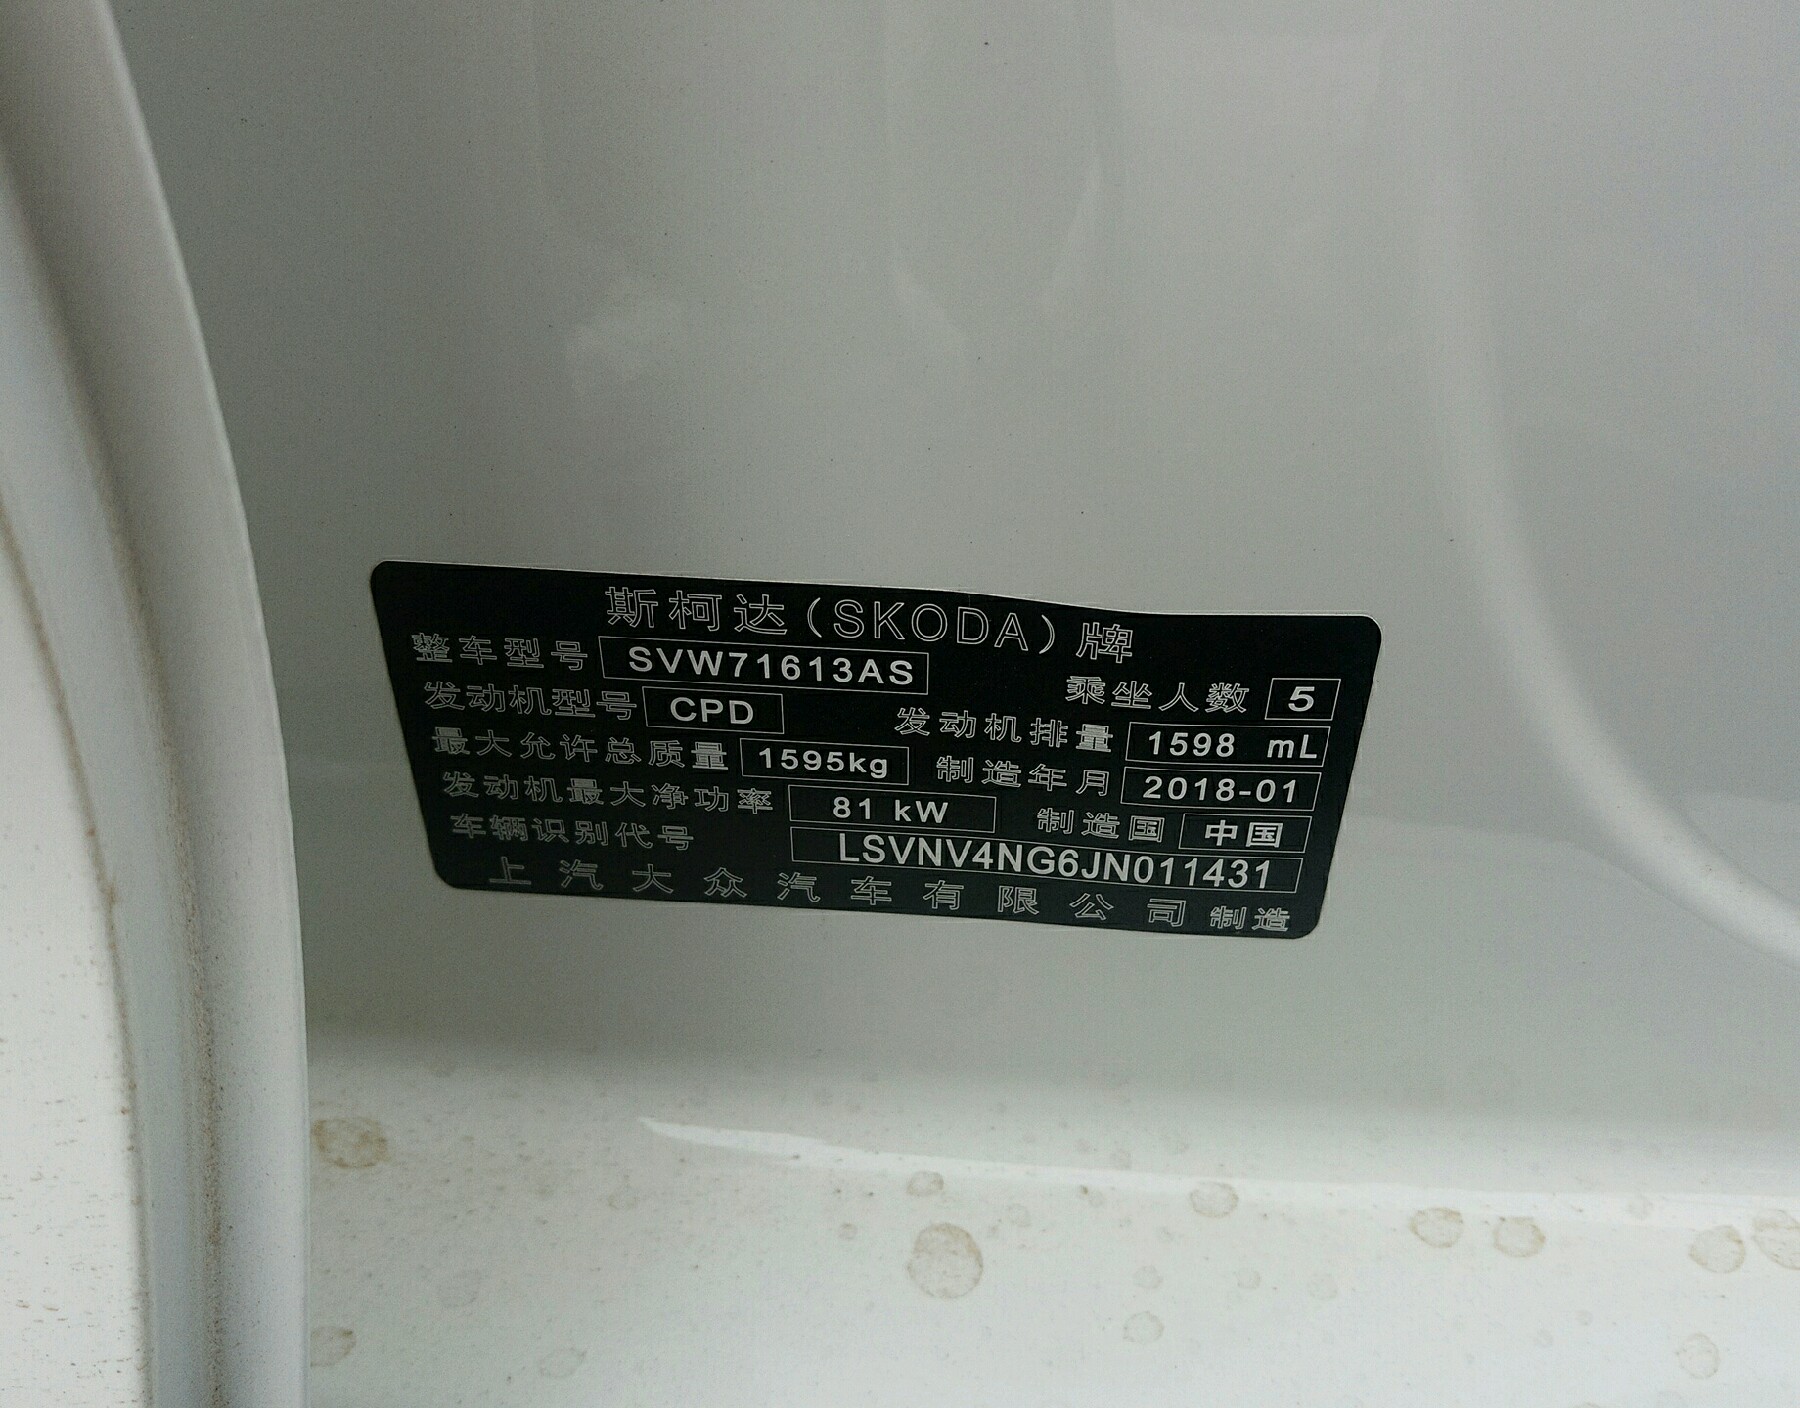 斯柯达(SKODA)牌
整车型号 SVW71613AS 乘坐人数 5
发动机型号 CPD 发动机排量 1598 mL
最大允许总质量 1595kg 制造年月 2018-01
发动机最大净功率 81 kW 制造国 中国
车辆识别代号 LSVNV4NG6JN011431
上汽大众汽车有限公司 制造